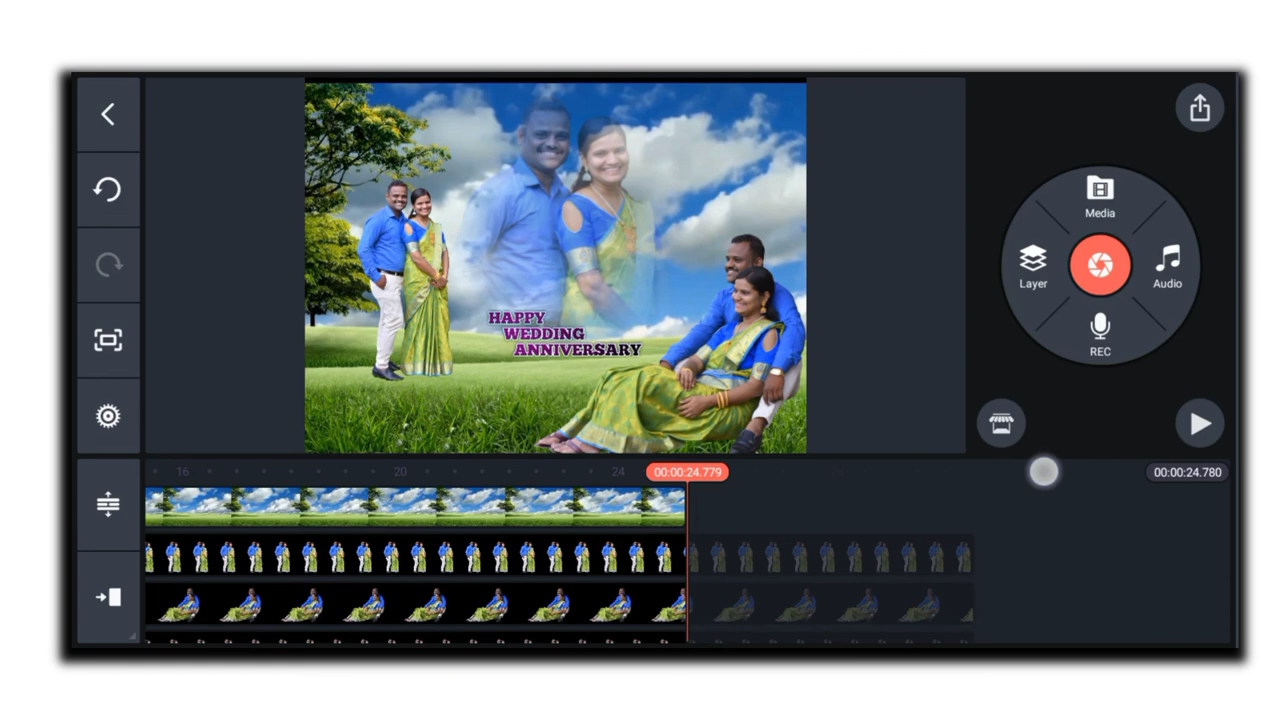 Media
Layer
Audio
REC
HAPPY
WEDDING
ANNIVERSARY
16
20
24
00:00:24.779
00:00:24.780